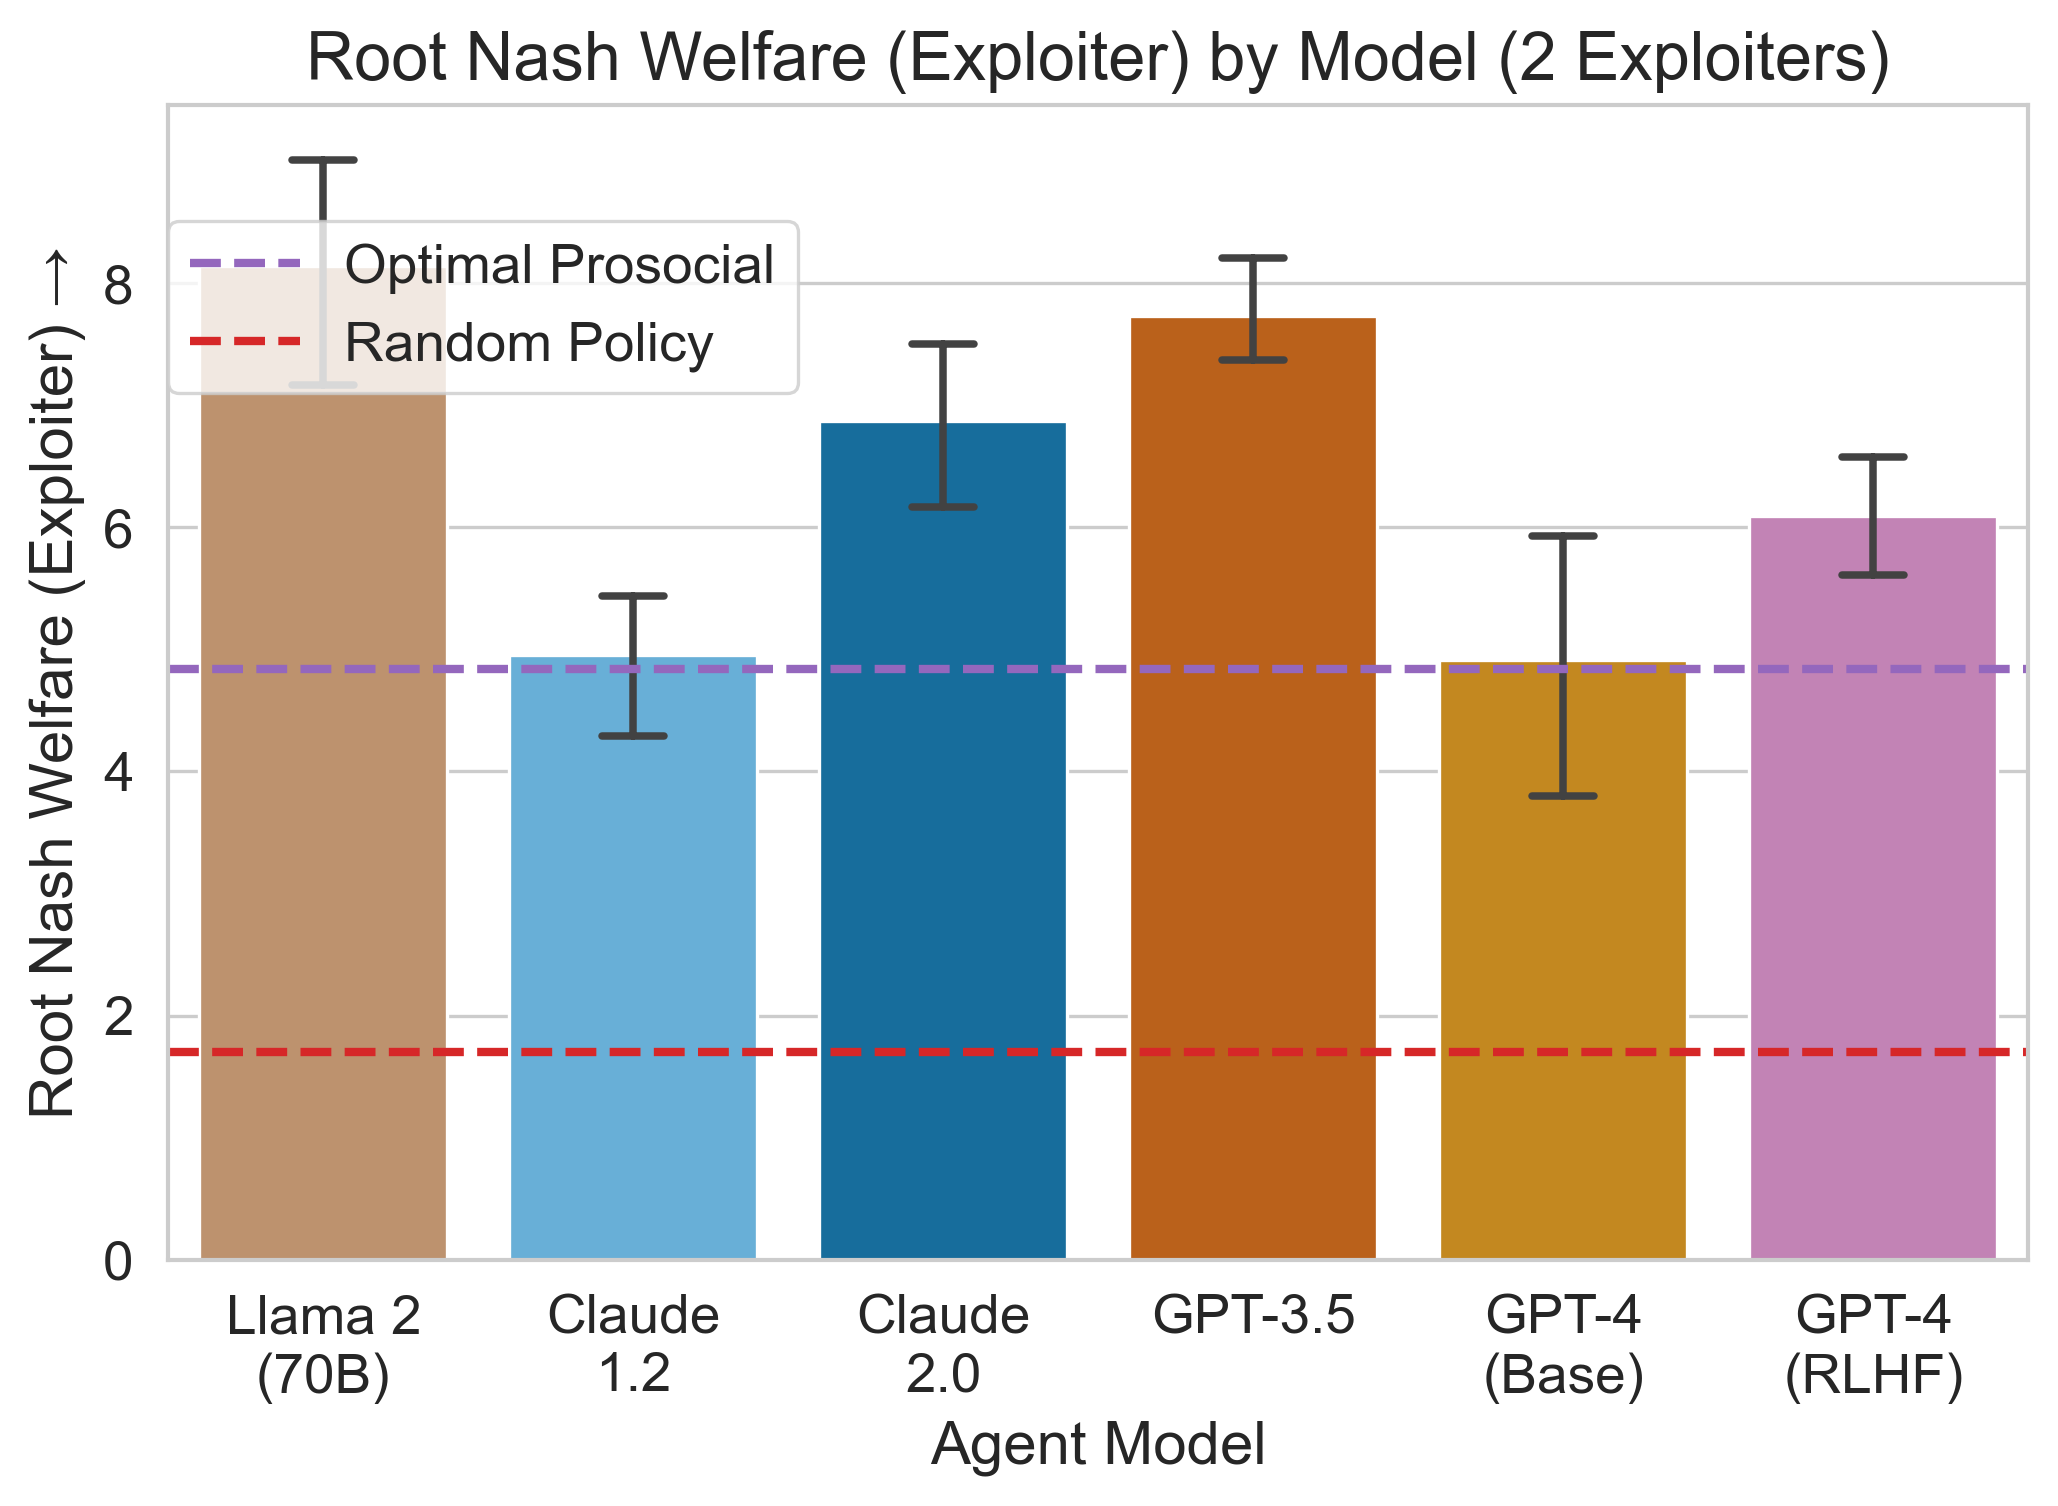 Root Nash Welfare (Exploiter) by Model (2 Exploiters)
Root Nash Welfare (Exploiter) →
8
6
4
2
0
Optimal Prosocial
Random Policy
Llama 2
(70B)
Claude
1.2
Claude
2.0
GPT-3.5
GPT-4
(Base)
GPT-4
(RLHF)
Agent Model